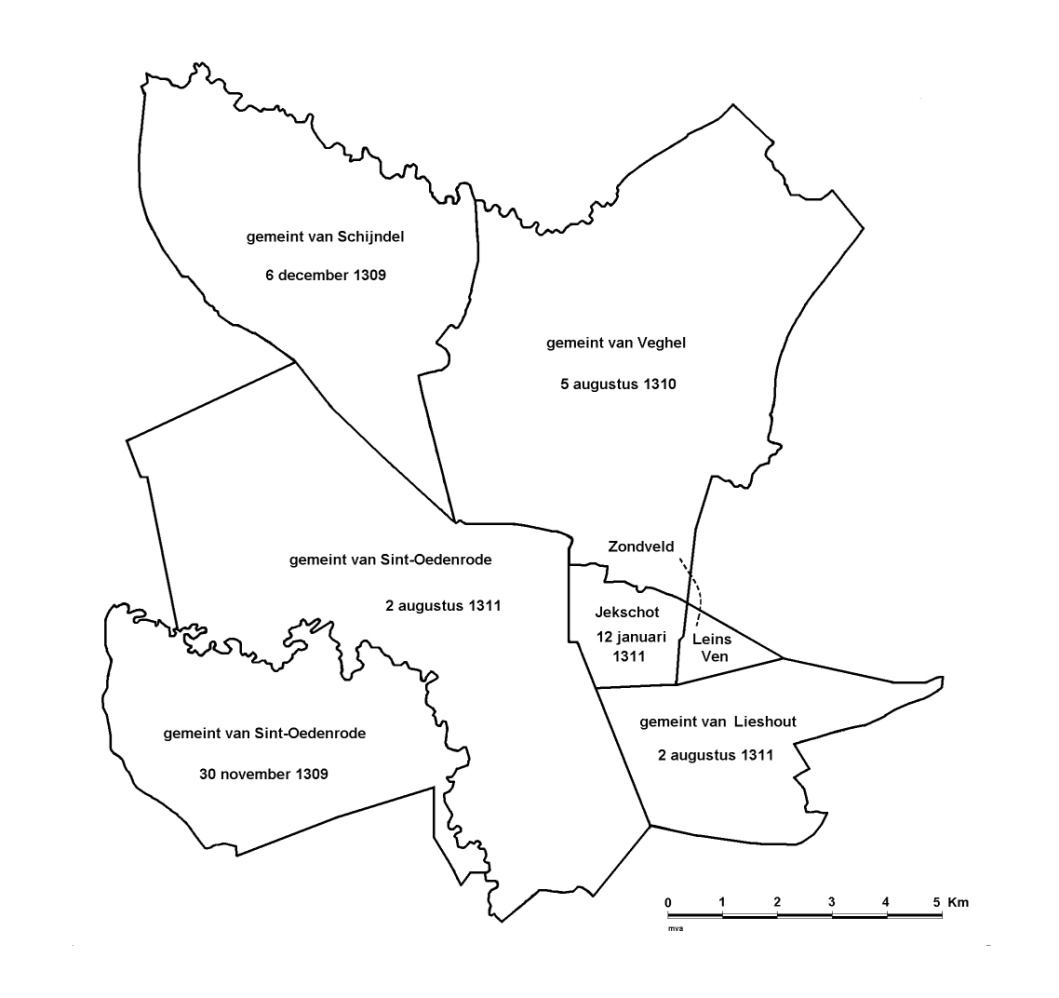 gemeint van Schijndel
6 december 1309
gemeint van Veghel
5 augustus 1310
Zondveld
gemeint van Sint-Oedenrode
2 augustus 1311
Jekschot
12 januari
1311
Leins
Ven
gemeint van Lieshout
2 augustus 1311
gemeint van Sint-Oedenrode
30 november 1309
0 1 2 3 4 5 Km
mva